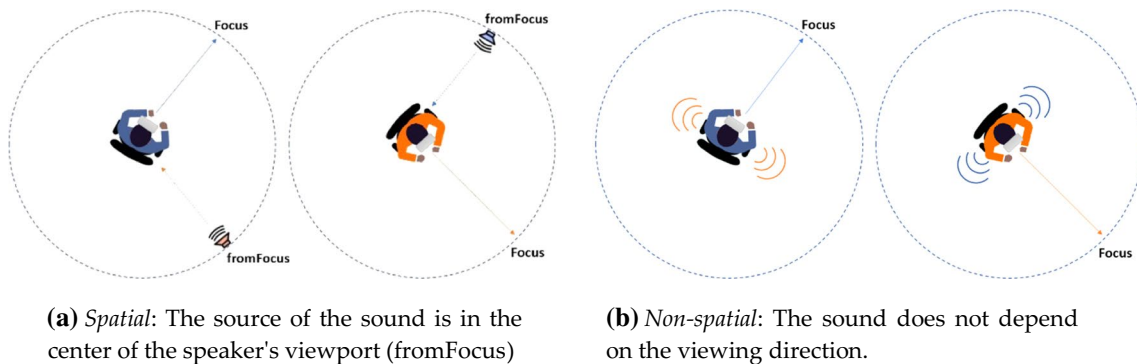 Focus
fromFocus
fromFocus
Focus
Focus
Focus
(a) Spatial: The source of the sound is in the
center of the speaker's viewport (fromFocus)
(b) Non-spatial: The sound does not depend
on the viewing direction.